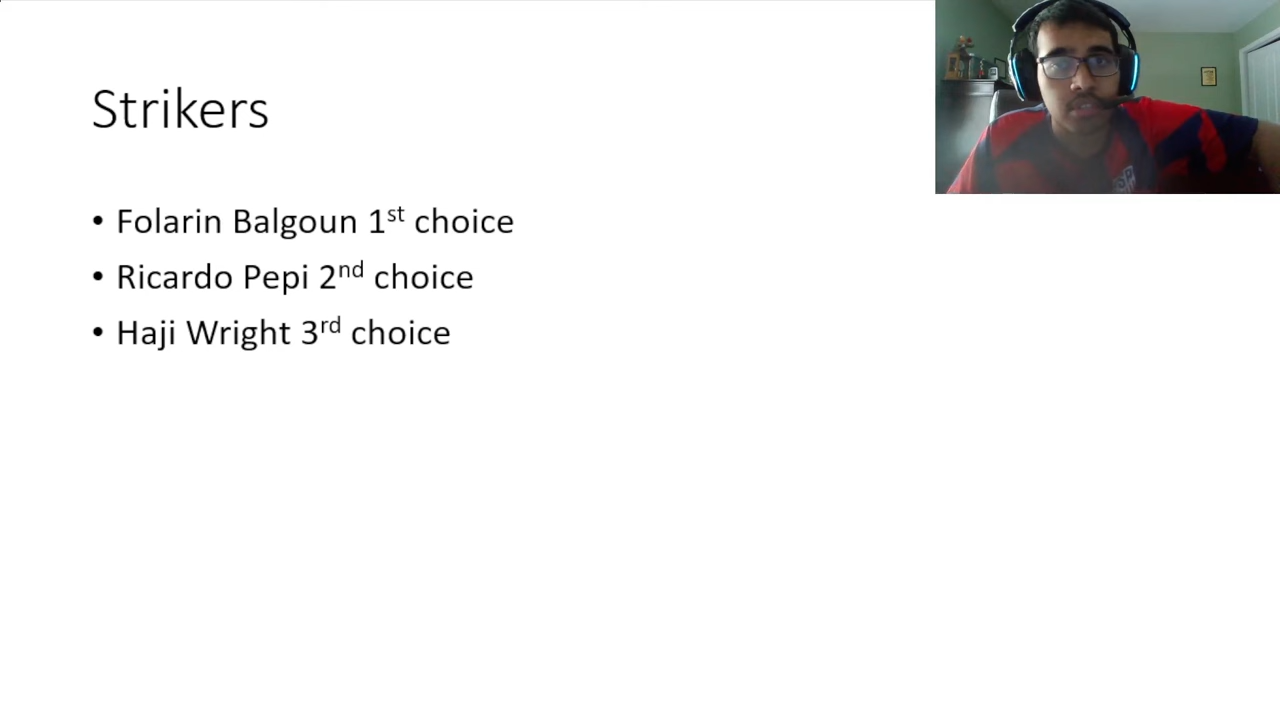 Strikers
• Folarin Balgoun 1st choice
• Ricardo Pepi 2nd choice
• Haji Wright 3rd choice